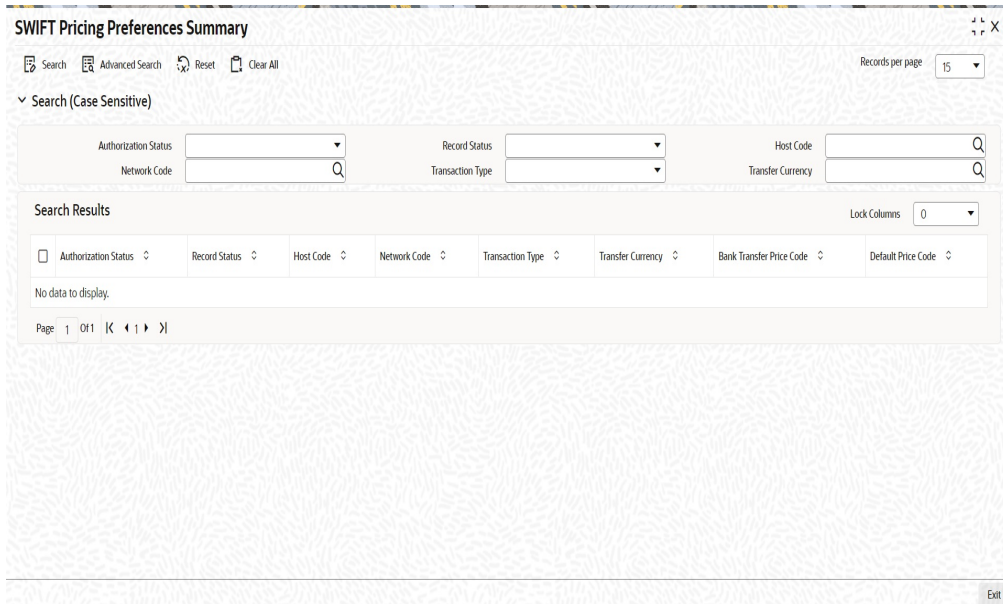 SWIFT Pricing Preferences Summary
Search Advanced Search Reset Clear All Records per page 15
Search (Case Sensitive)
Authorization Status Record Status Host Code
Network Code Transaction Type Transfer Currency
Search Results Lock Columns 0
Authorization Status Record Status Host Code Network Code Transaction Type Transfer Currency Bank Transfer Price Code Default Price Code
No data to display.
Page 1 Of 1 1
Exit